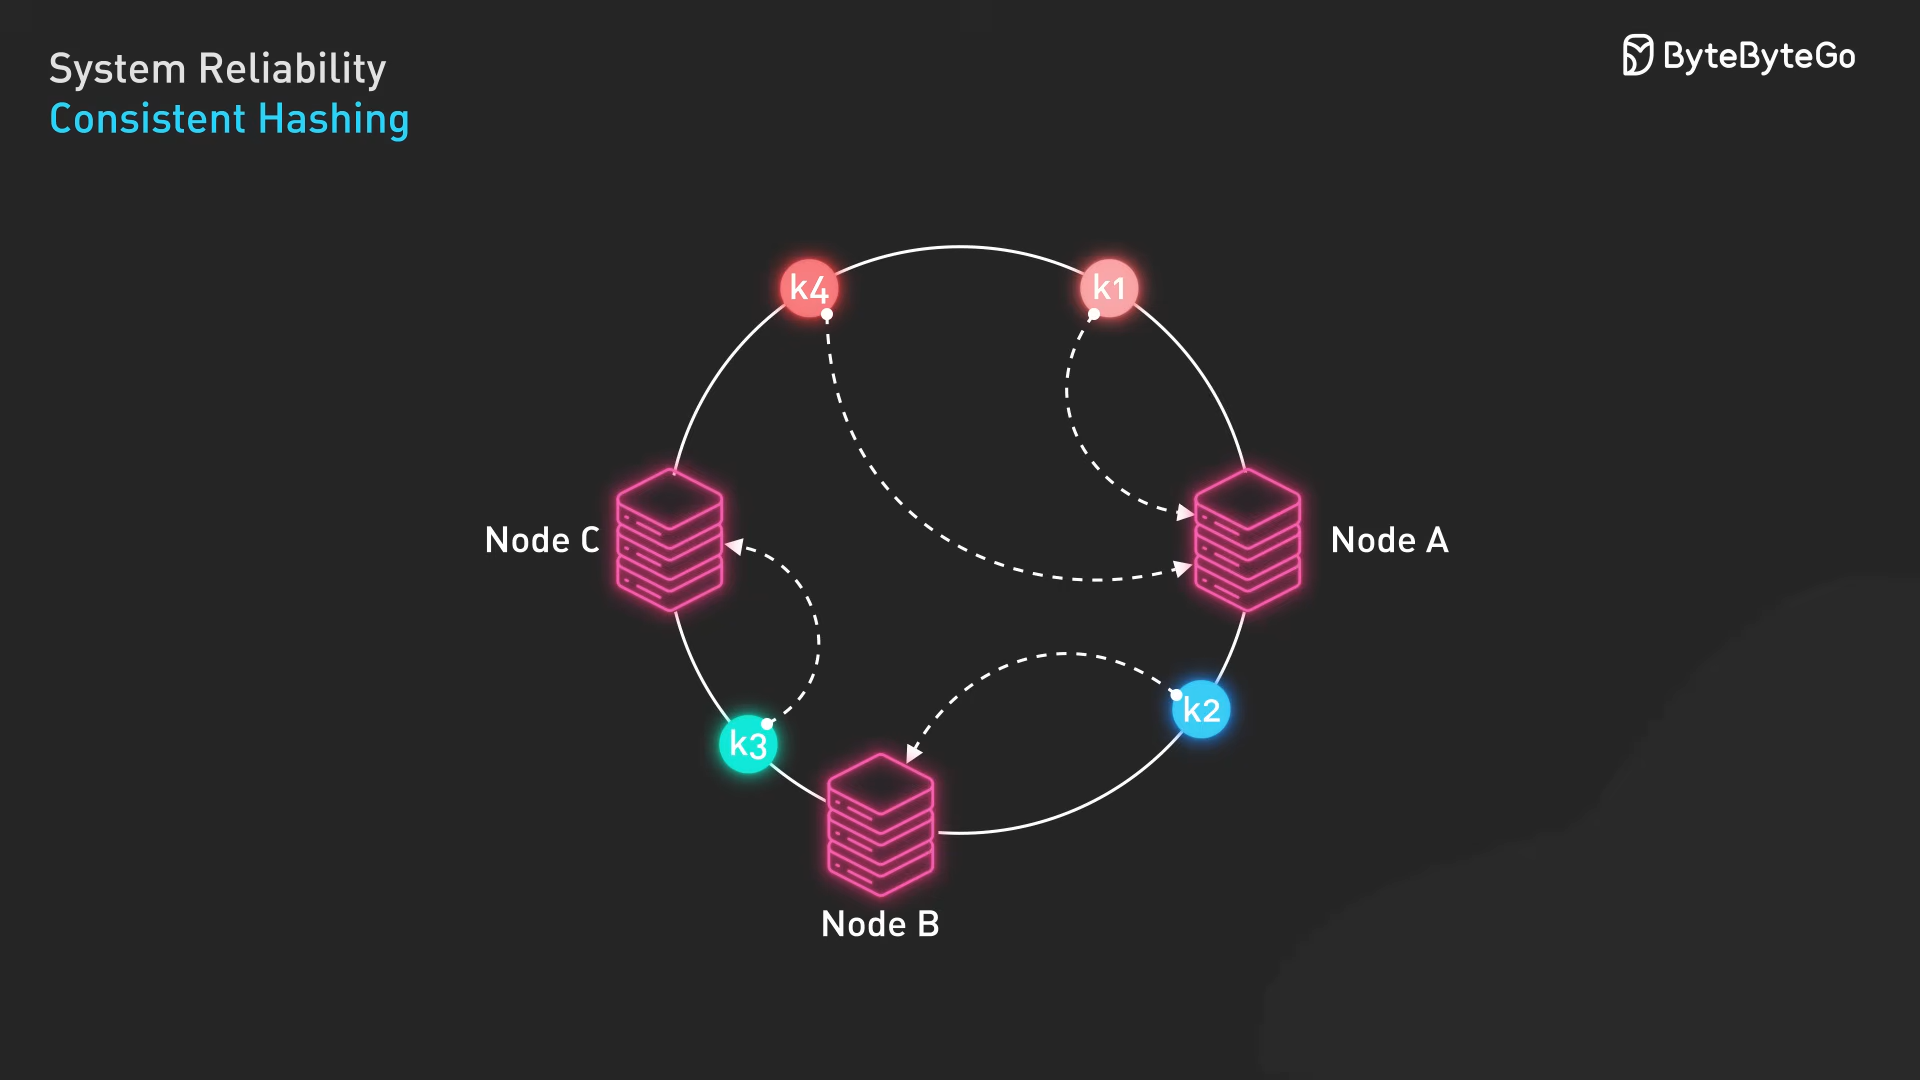 System Reliability
Consistent Hashing
ByteByteGo
k4
k1
Node C
Node A
k3
k2
Node B